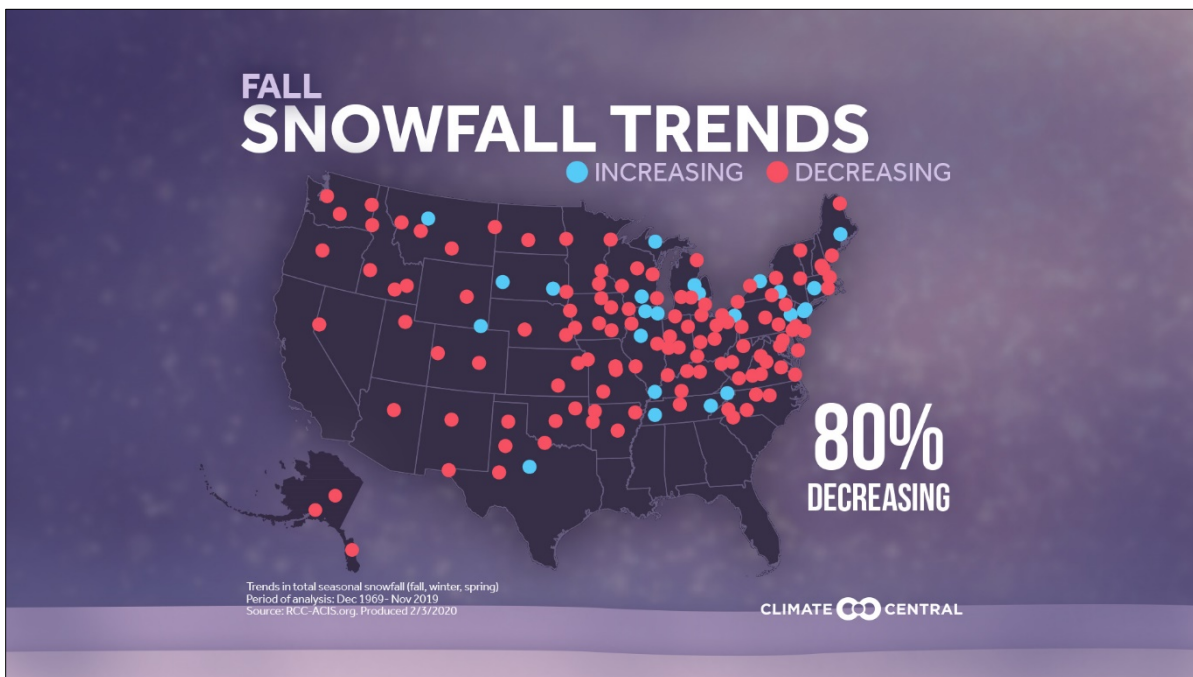 FALL
SNOWFALL TRENDS
INCREASING DECREASING
80%
DECREASING
Trends in total seasonal snowfall (fall, winter, spring)
Period of analysis: Dec 1969- Nov 2019
Source: RCC-ACIS.org. Produced 2/3/2020
CLIMATE CENTRAL